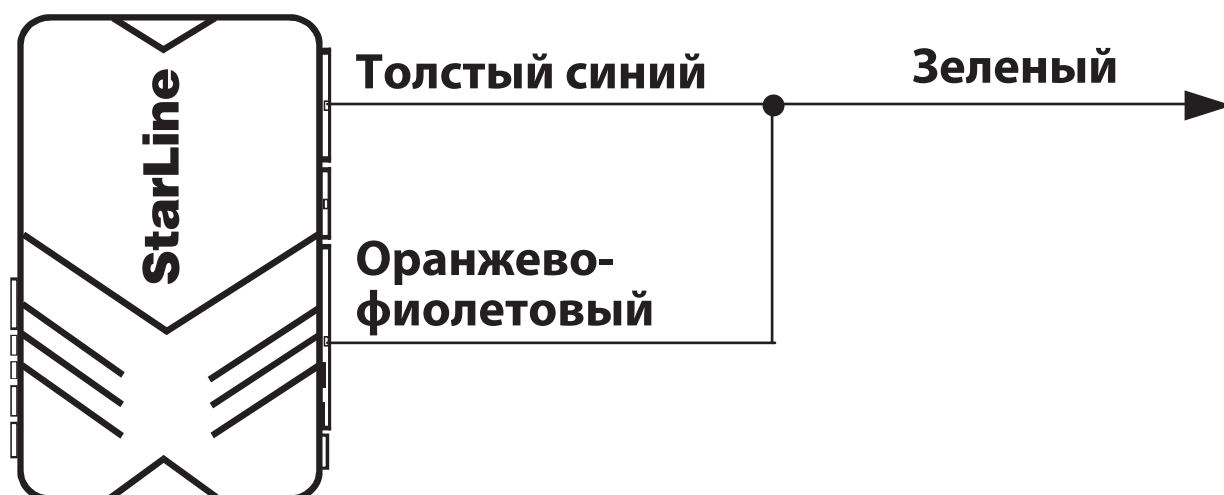 StarLine
Толстый синий
Зеленый
Оранжево-
фиолетовый